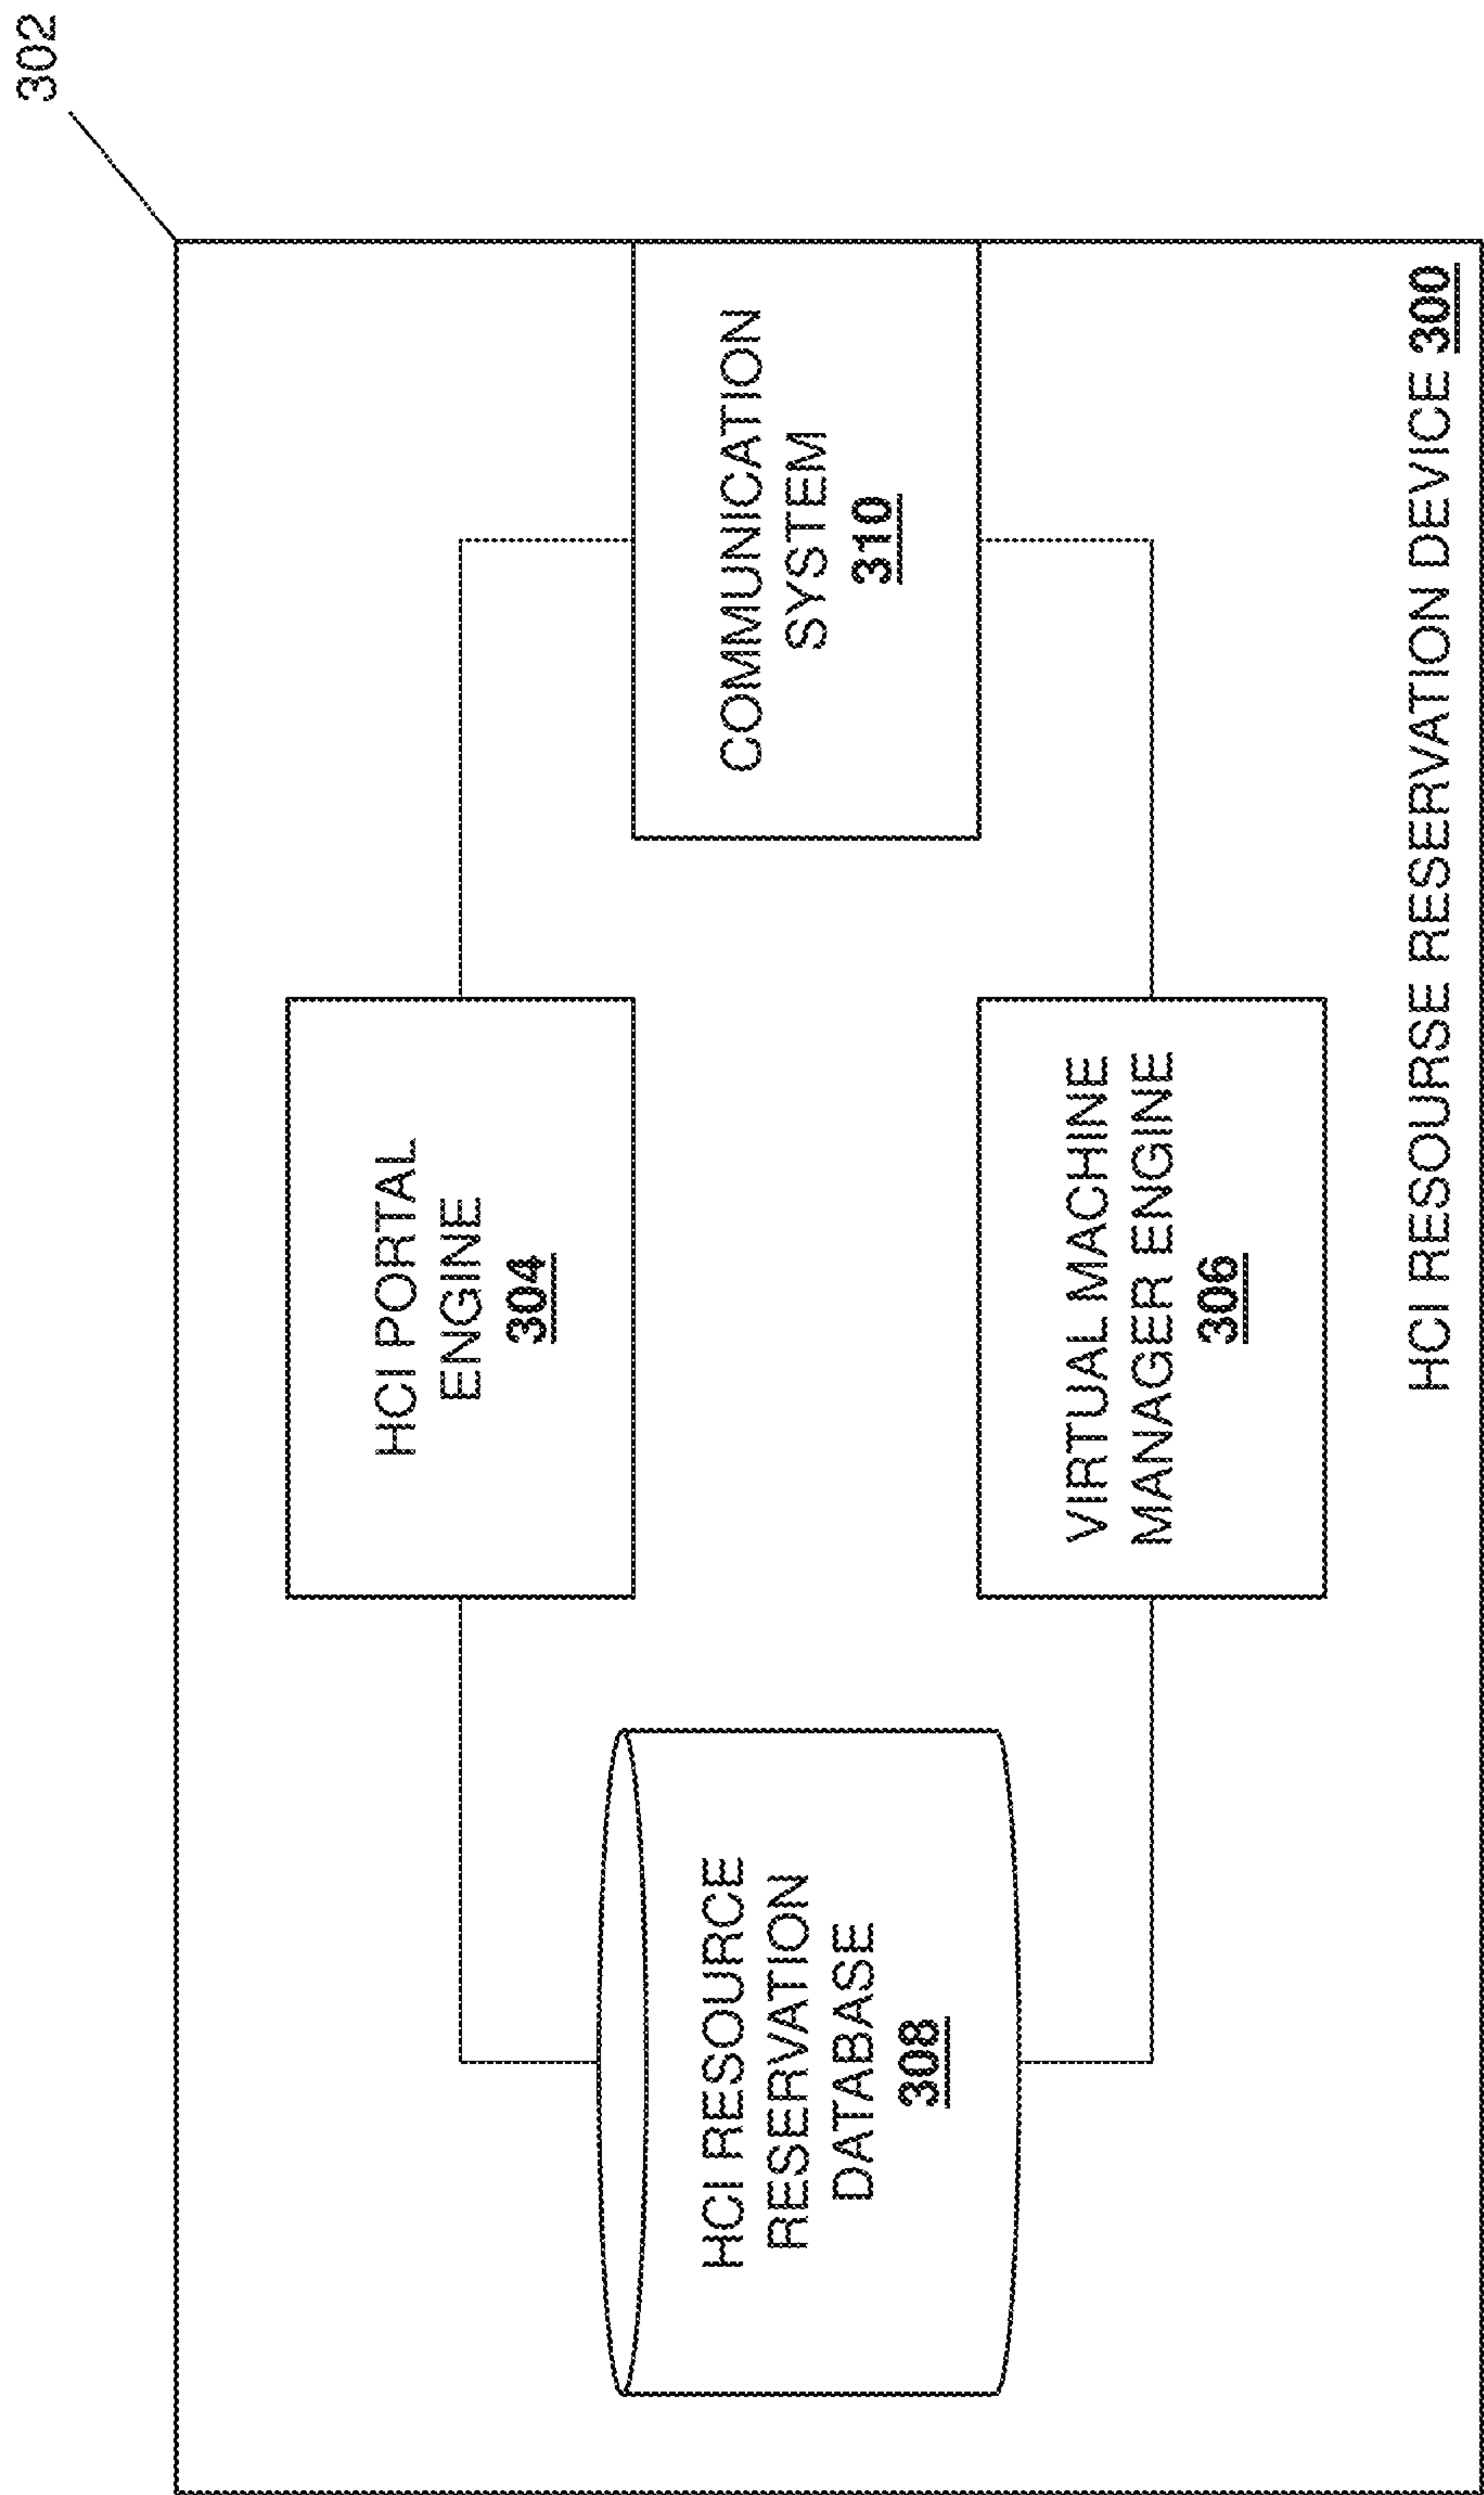 302
HCI PORTAL
ENGINE
304
HCI RESOURCE
RESERVATION
DATABASE
308
COMMUNICATION
SYSTEM
310
VIRTUAL MACHINE
MANAGER ENGINE
306
HCI RESOURSE RESERVATION DEVICE 300